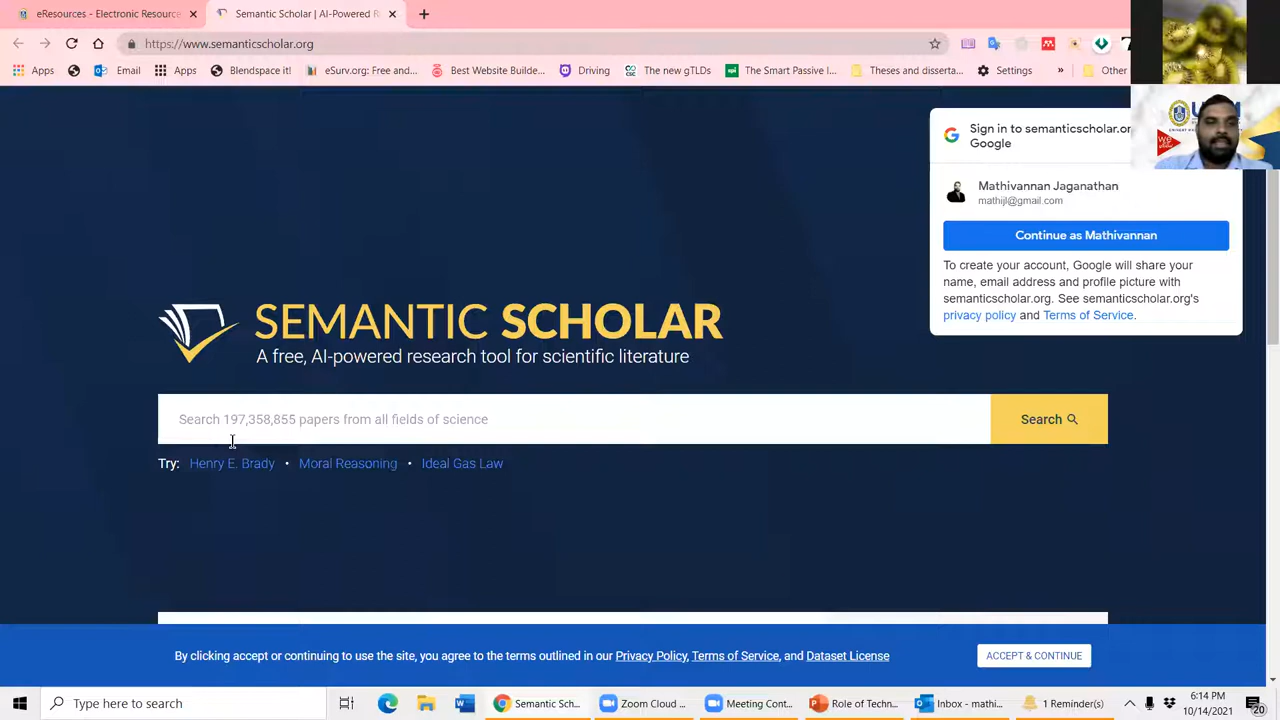 eResources - Electronic Resource
Semantic Scholar | AI-Powered R
https://www.semanticscholar.org
Apps
Email
Apps
Blendspace it!
eSurv.org: Free and...
Best Website Builde...
Driving
The new gTLDs
The Smart Passive I...
Theses and disserta...
Settings
»
Other
Sign in to semanticscholar.or
Google
Mathivannan Jaganathan
mathijl@gmail.com
Continue as Mathivannan
To create your account, Google will share your
name, email address and profile picture with
semanticscholar.org. See semanticscholar.org's
privacy policy and Terms of Service.
SEMANTIC SCHOLAR
A free, AI-powered research tool for scientific literature
Search 197,358,855 papers from all fields of science
Search
Try: Henry E. Brady • Moral Reasoning • Ideal Gas Law
By clicking accept or continuing to use the site, you agree to the terms outlined in our Privacy Policy, Terms of Service, and Dataset License
ACCEPT & CONTINUE
Type here to search
Semantic Sch...
Zoom Cloud ...
Meeting Cont...
Role of Techn...
Inbox - mathi...
1 Reminder(s)
6:14 PM
10/14/2021
20